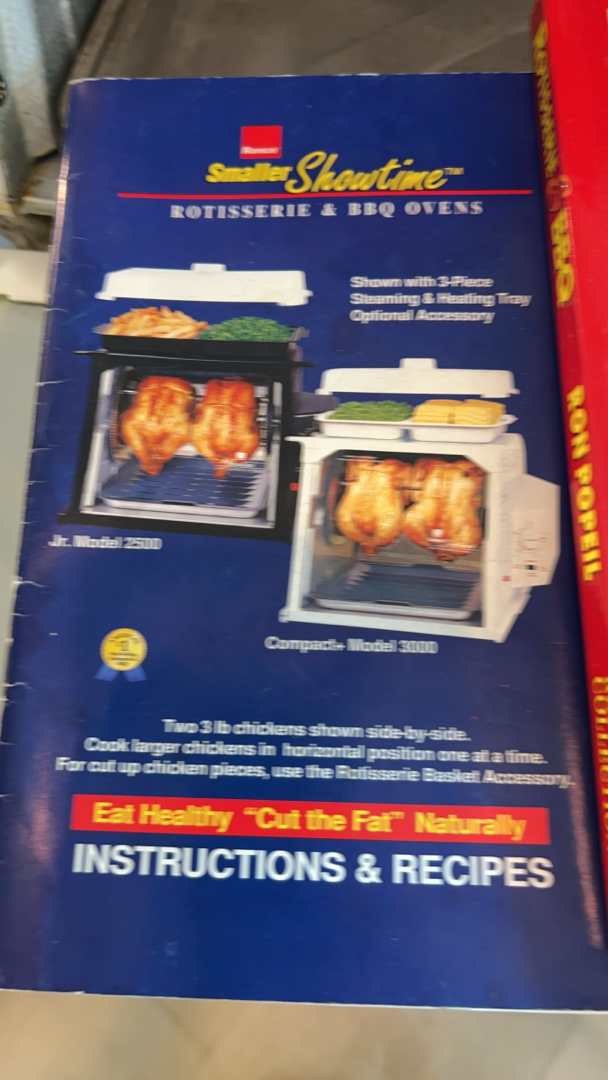 Ronco
Smaller Showtime™
ROTISSERIE & BBQ OVENS
Shown with 3-Piece
Steaming & Heating Tray
Optional Accessory
Jr. Model 2500
Compact+ Model 3000
Two 3 lb chickens shown side-by-side.
Cook larger chickens in horizontal position one at a time.
For cut up chicken pieces, use the Rotisserie Basket Accessory.
Eat Healthy "Cut the Fat" Naturally
INSTRUCTIONS & RECIPES
RON POPEIL